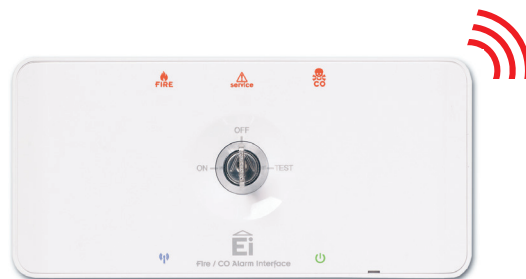 FIRE
service
CO
OFF
ON
TEST
Ei
Fire / CO Alarm Interface